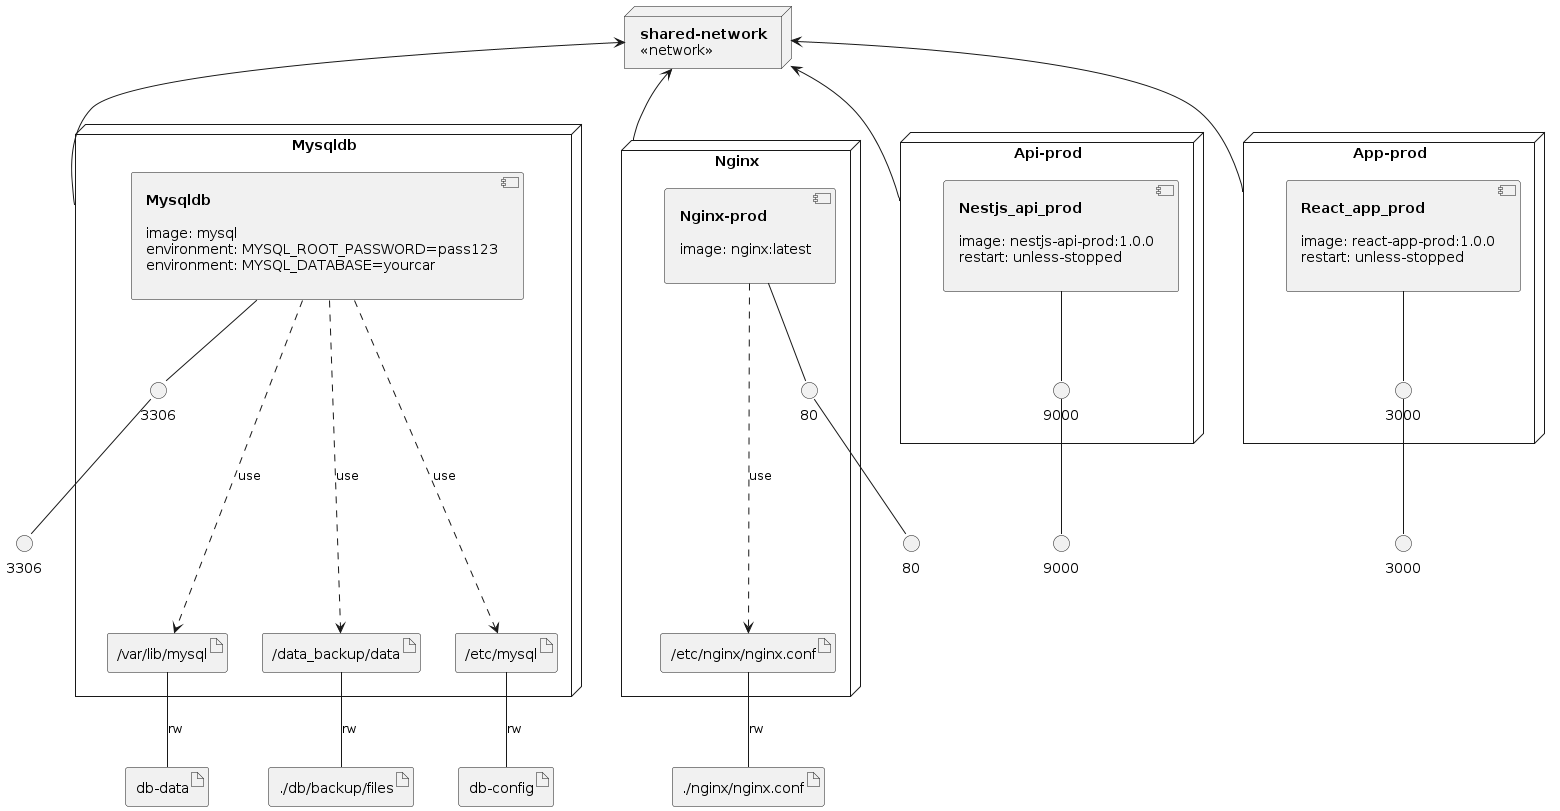 shared-network
«network»
Mysqldb
Mysqldb
image: mysql
environment: MYSQL_ROOT_PASSWORD=pass123
environment: MYSQL_DATABASE=yourcar
Nginx
Nginx-prod
image: nginx:latest
Api-prod
Nestjs_api_prod
image: nestjs-api-prod:1.0.0
restart: unless-stopped
App-prod
React_app_prod
image: react-app-prod:1.0.0
restart: unless-stopped
3306
80
9000
3000
use
use
use
use
3306
80
9000
3000
/var/lib/mysql
/data_backup/data
/etc/mysql
/etc/nginx/nginx.conf
rw
rw
rw
rw
db-data
./db/backup/files
db-config
./nginx/nginx.conf